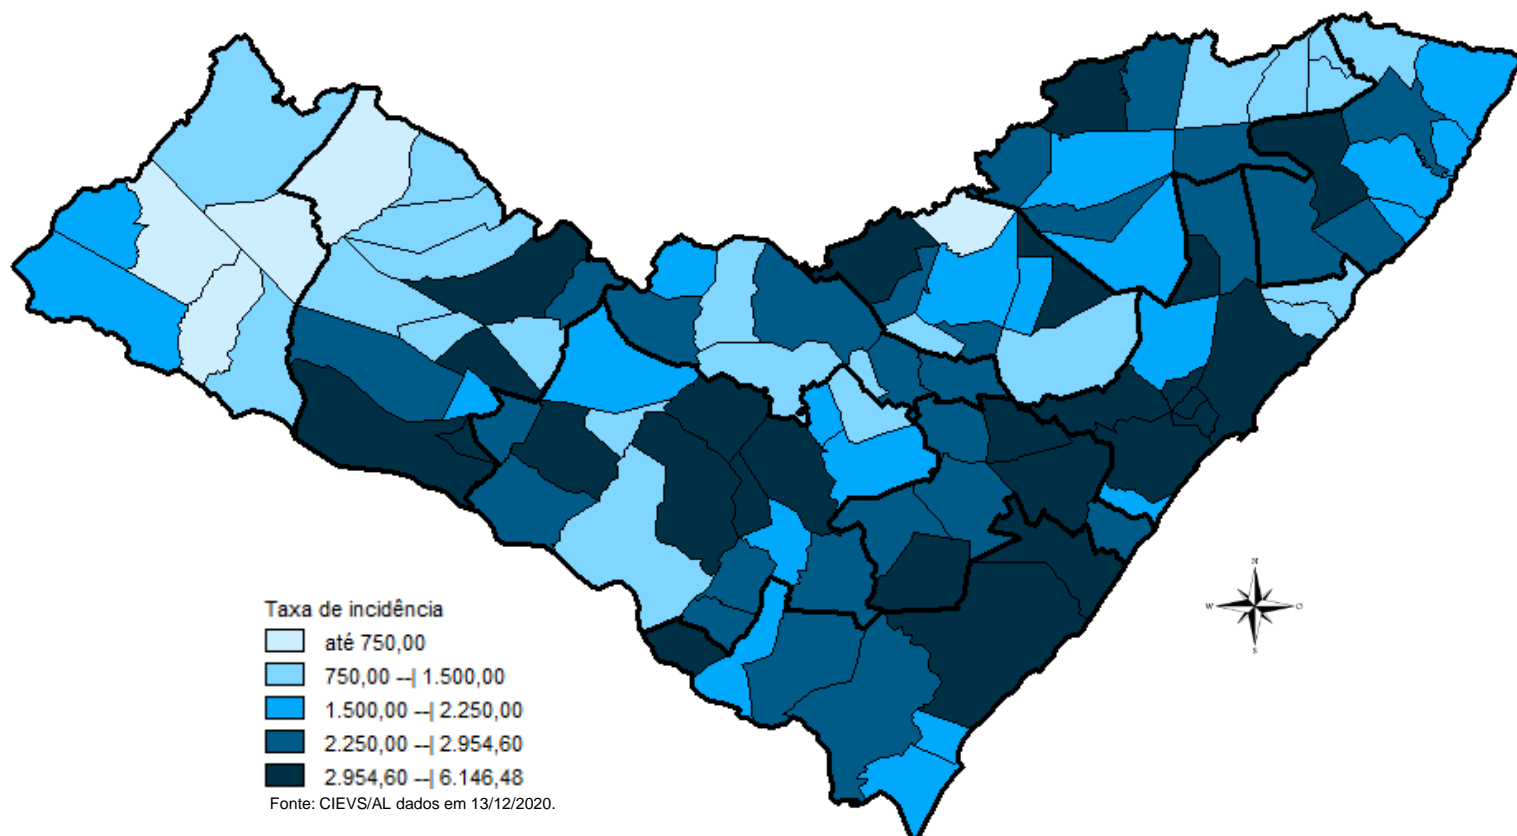 N
W
O
S
Taxa de incidência
até 750,00
750,00 --| 1.500,00
1.500,00 --| 2.250,00
2.250,00 --| 2.954,60
2.954,60 --| 6.146,48
Fonte: CIEVS/AL dados em 13/12/2020.